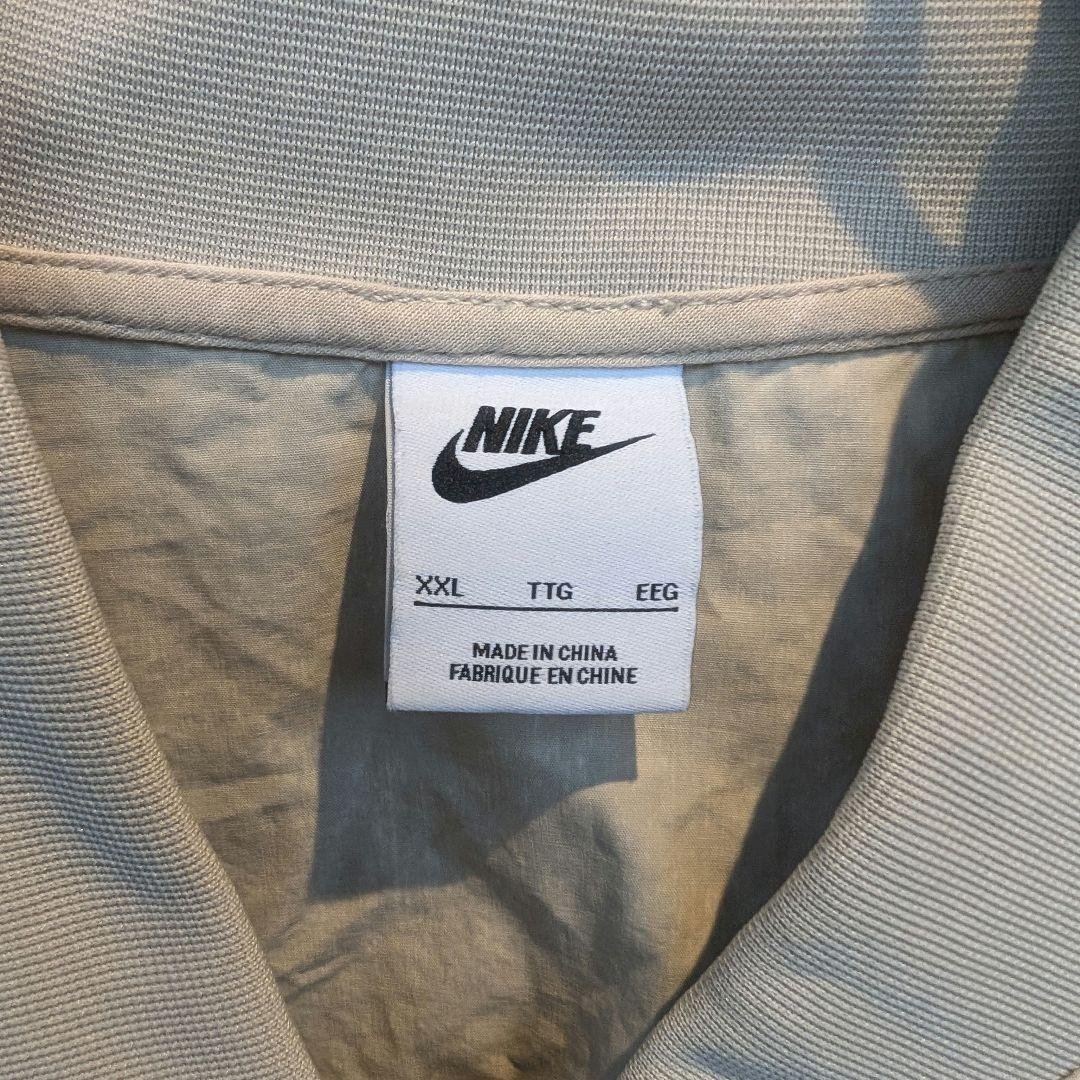 NIKE
XXL TTG EEG
MADE IN CHINA
FABRIQUE EN CHINE